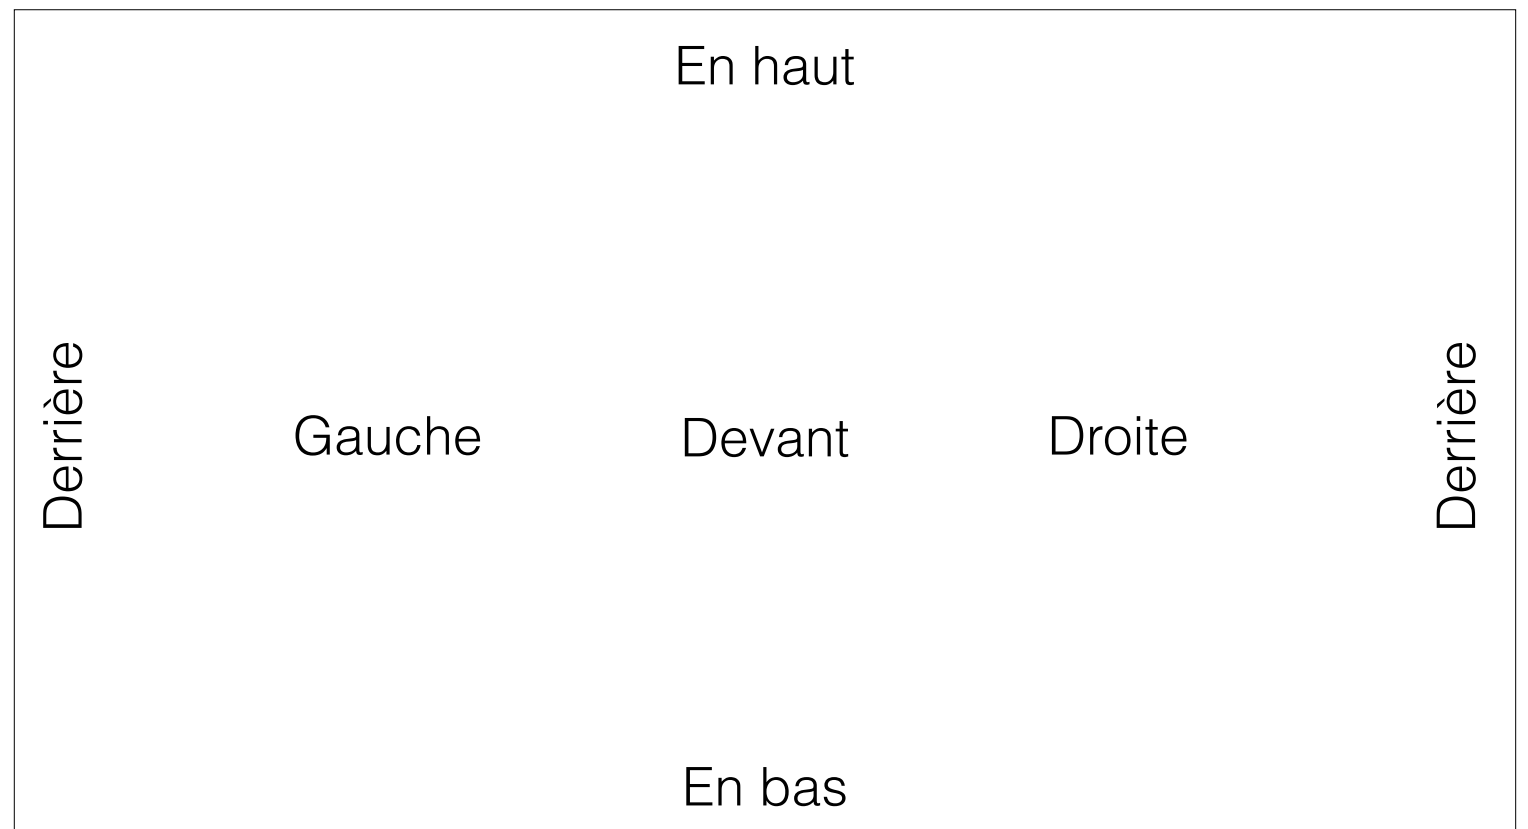 En haut
Derrière
Gauche
Devant
Droite
Derrière
En bas